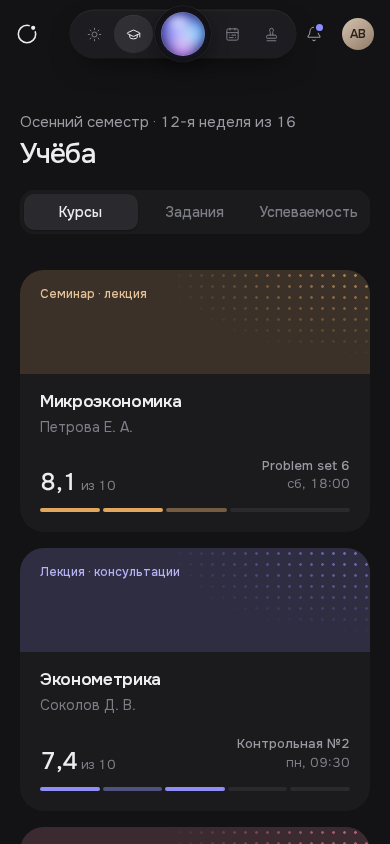 AB
Осенний семестр · 12-я неделя из 16
Учёба
Курсы Задания Успеваемость
Семинар · лекция
Микроэкономика
Петрова Е. А.
Problem set 6
8,1 из 10
сб, 18:00
Лекция · консультации
Эконометрика
Соколов Д. В.
Контрольная №2
7,4 из 10
пн, 09:30